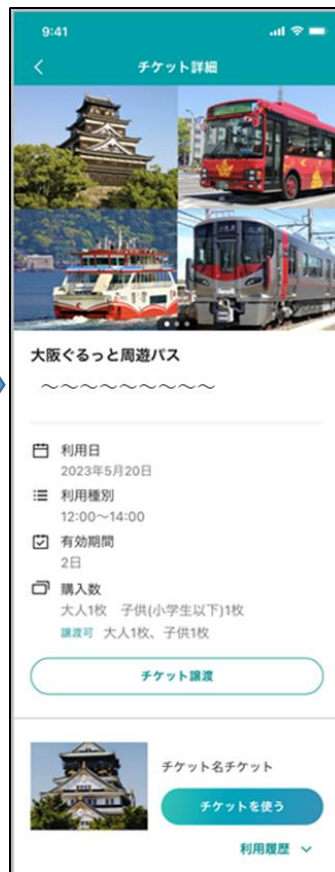 9:41
チケット詳細
大阪ぐるっと周遊パス
～～～～～～～～～
利用日
2023年5月20日
利用種別
12:00～14:00
有効期間
2日
購入数
大人1枚 子供(小学生以下)1枚
譲渡可 大人1枚、子供1枚
チケット譲渡
チケット名チケット
チケットを使う
利用履歴